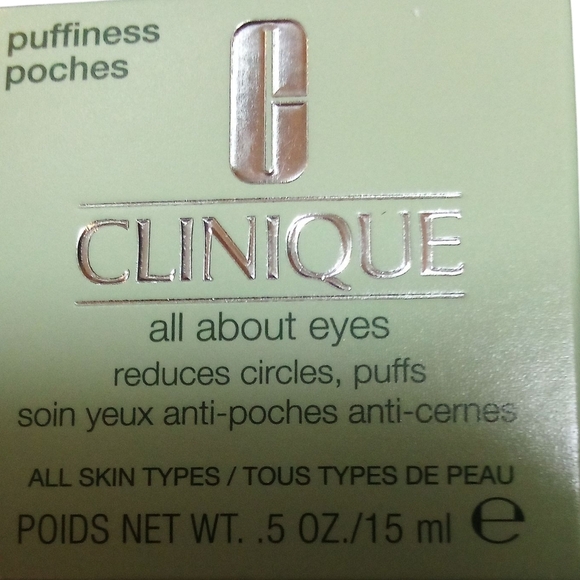 puffiness
poches
CLINIQUE
all about eyes
reduces circles, puffs
soin yeux anti-poches anti-cernes
ALL SKIN TYPES / TOUS TYPES DE PEAU
POIDS NET WT. .5 OZ./15 ml ℮